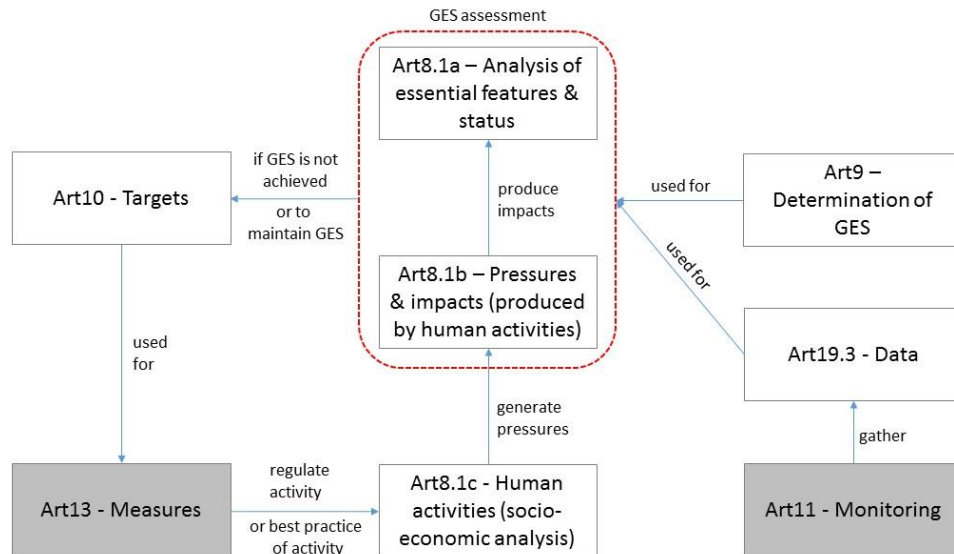 GES assessment
Art8.1a – Analysis of
essential features &
status
if GES is not
achieved
or to
maintain GES
Art10 - Targets
produce
impacts
used for
Art9 –
Determination of
GES
used for
Art8.1b – Pressures
& impacts (produced
by human activities)
used
for
Art19.3 - Data
generate
pressures
gather
Art13 - Measures
regulate
activity
or best practice
of activity
Art8.1c - Human
activities (socio-
economic analysis)
Art11 - Monitoring